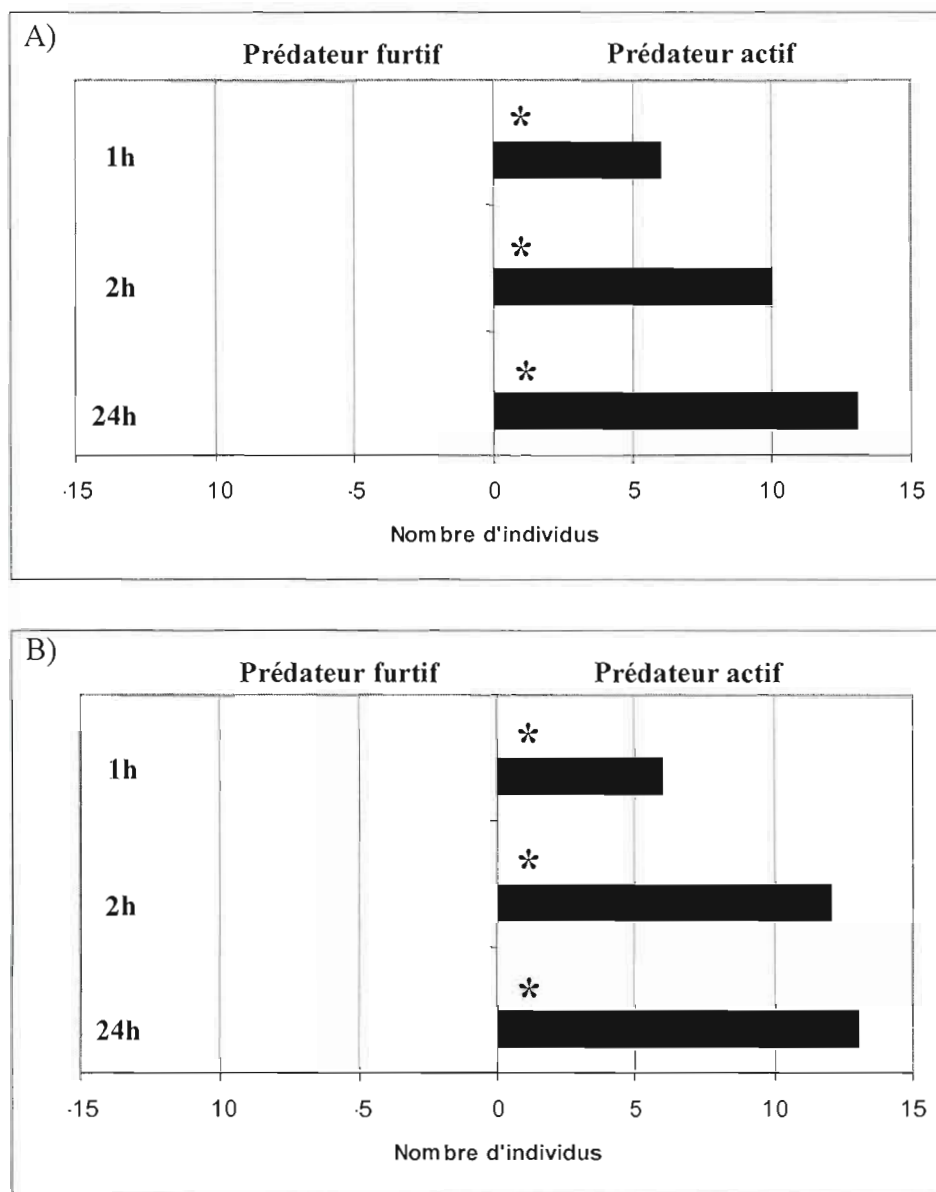 A)
Prédateur furtif Prédateur actif
*
1h
*
2h
*
24h
-15 10 -5 0 5 10 15
Nombre d'individus
B)
Prédateur furtif Prédateur actif
*
1h
*
2h
*
24h
-15 10 -5 0 5 10 15
Nombre d'individus